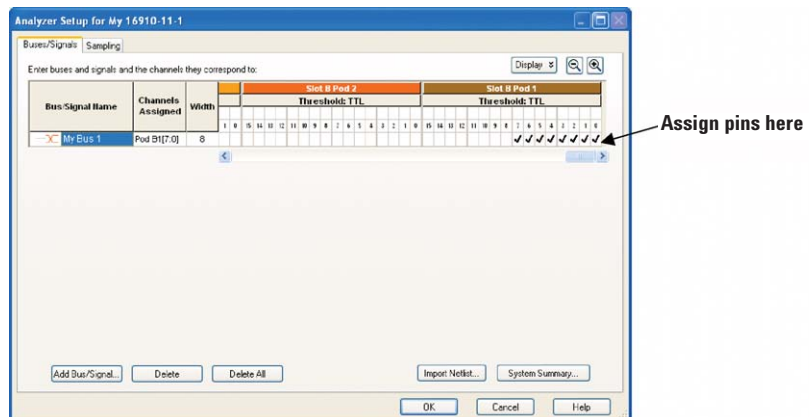 Analyzer Setup for My 16910-11-1
Buses/Signals Sampling
Enter buses and signals and the channels they correspond to:
Display
Bus/Signal Name
Channels Assigned
Width
Slot B Pod 2
Threshold: TTL
Slot B Pod 1
Threshold: TTL
1 0 15 14 13 12 11 10 9 8 7 6 5 4 3 2 1 0 15 14 13 12 11 10 9 8 7 6 5 4 3 2 1 0
My Bus 1 Pod B1[7:0] 8
Assign pins here
Add Bus/Signal... Delete Delete All Import Netlist... System Summary...
OK Cancel Help